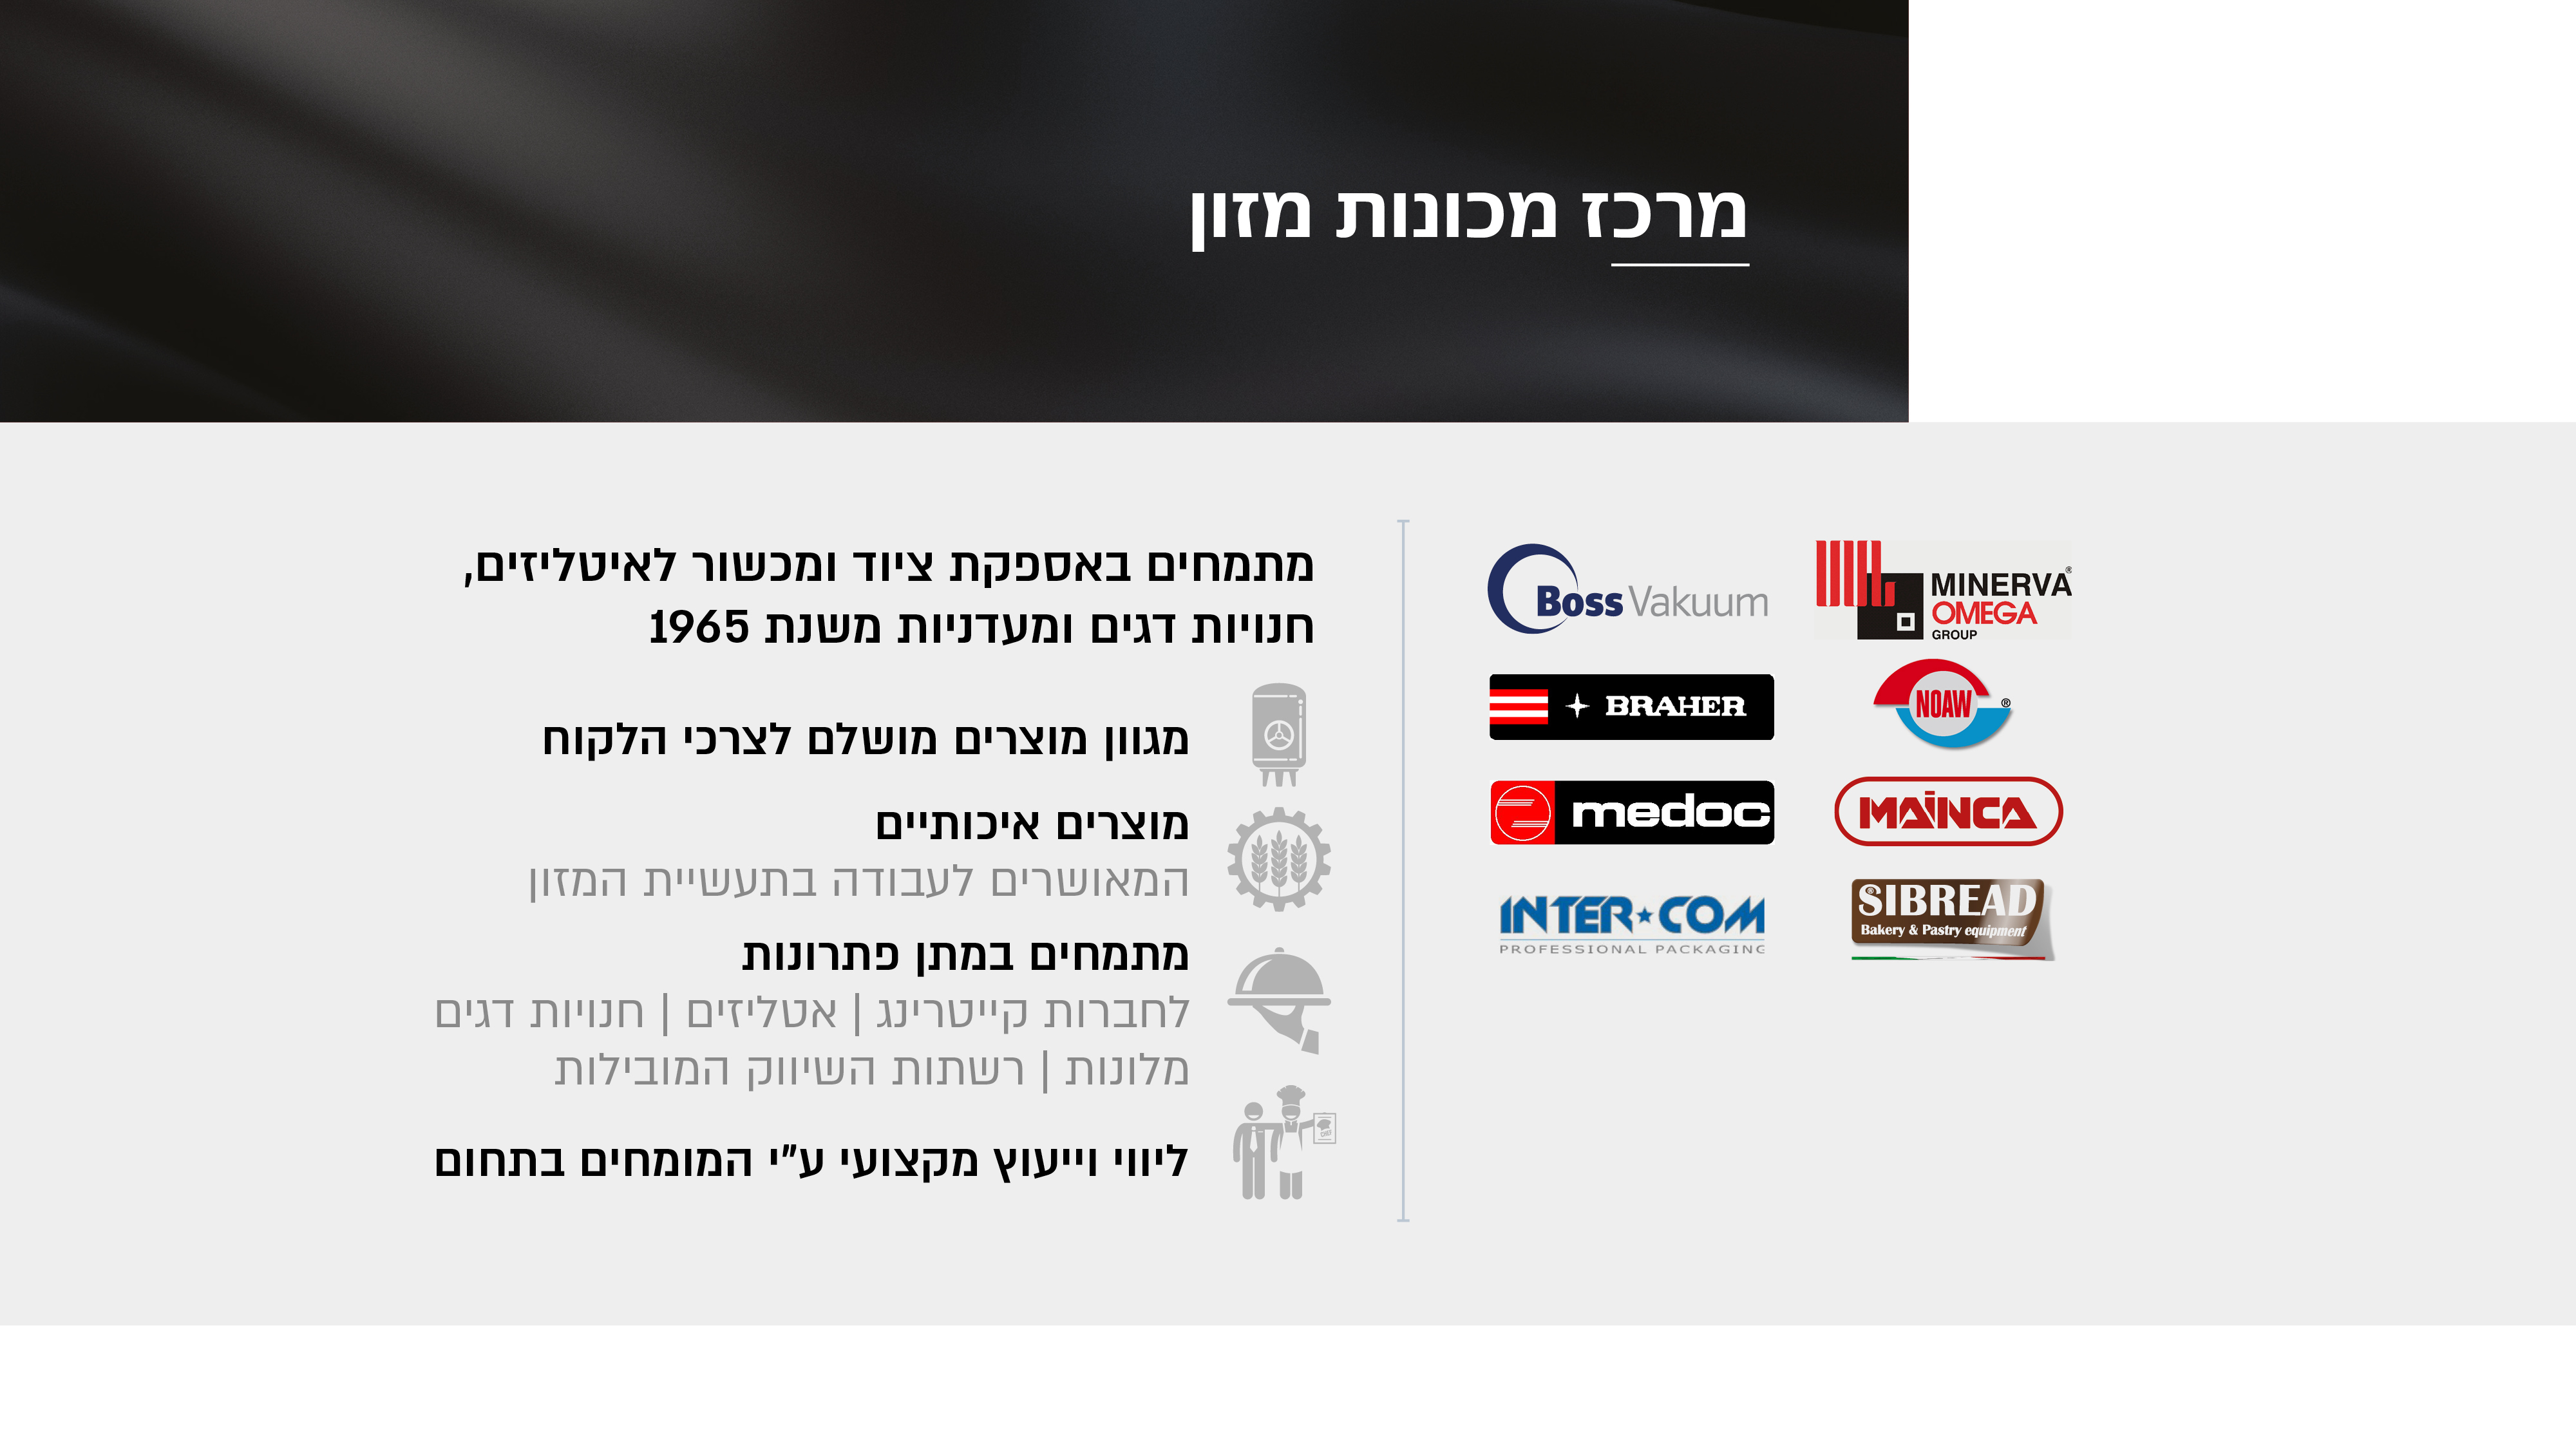 מרכז מכונות מזון
MINERVA®
OMEGA
GROUP
Boss Vakuum
NOAW ®
BRAHER
MAINCA
medoc
SIBREAD®
Bakery & Pastry equipment
INTER★COM
PROFESSIONAL PACKAGING
מתמחים באספקת ציוד ומכשור לאיטליזים,
חנויות דגים ומעדניות משנת 1965
מגוון מוצרים מושלם לצרכי הלקוח
מוצרים איכותיים
המאושרים לעבודה בתעשיית המזון
מתמחים במתן פתרונות
לחברות קייטרינג | אטליזים | חנויות דגים
מלונות | רשתות השיווק המובילות
CHEF
ליווי וייעוץ מקצועי ע"י המומחים בתחום